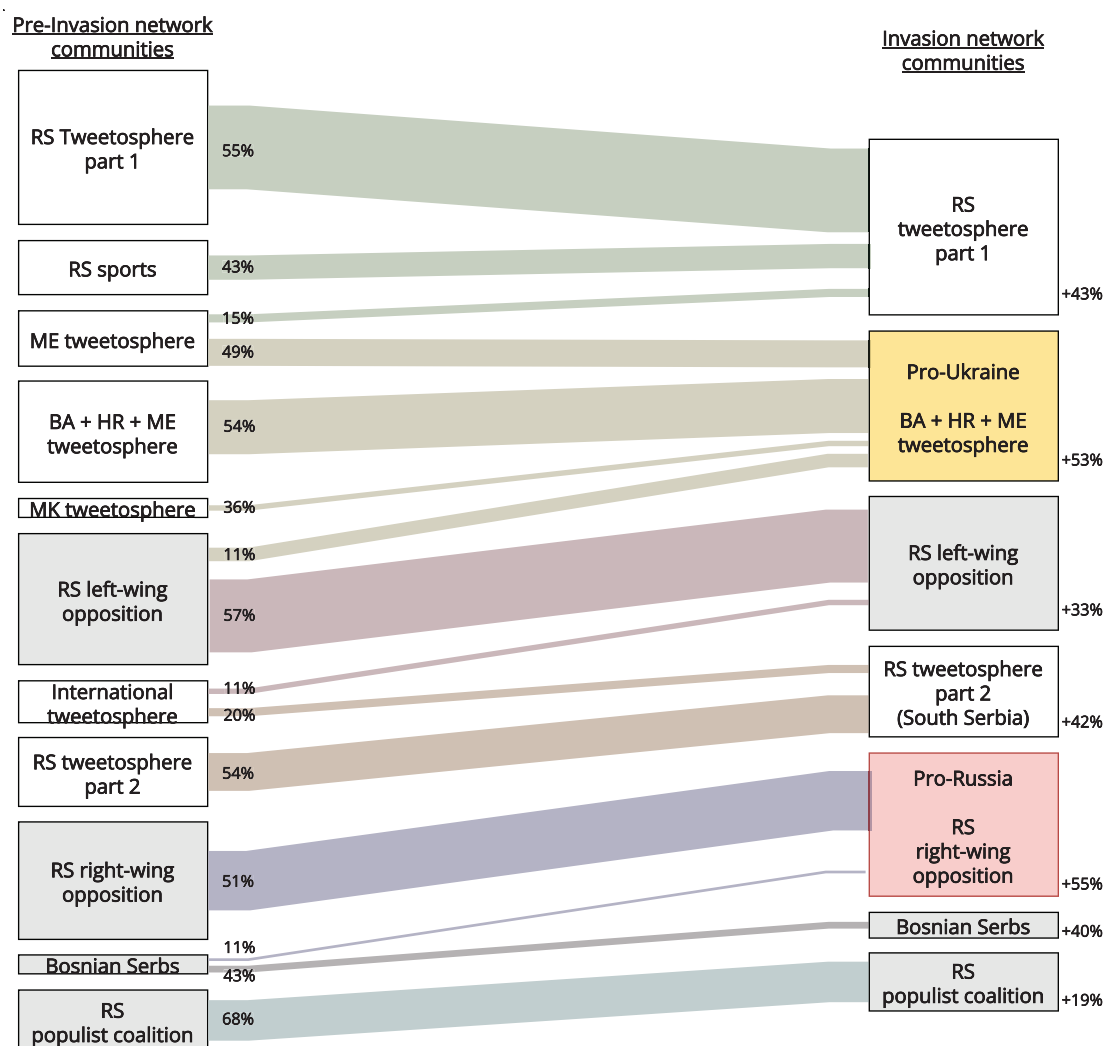 Pre-Invasion network
communities
Invasion network
communities
RS Tweetosphere
part 1
55%
RS sports
43%
ME tweetosphere
15%
49%
BA + HR + ME
tweetosphere
54%
MK tweetosphere
36%
RS left-wing
opposition
11%
57%
International
tweetosphere
11%
20%
RS tweetosphere
part 2
54%
RS right-wing
opposition
51%
Bosnian Serbs
11%
43%
RS
populist coalition
68%
RS
tweetosphere
part 1
+43%
Pro-Ukraine
BA + HR + ME
tweetosphere
+53%
RS left-wing
opposition
+33%
RS tweetosphere
part 2
(South Serbia)
+42%
Pro-Russia
RS
right-wing
opposition
+55%
Bosnian Serbs
+40%
RS
populist coalition
+19%